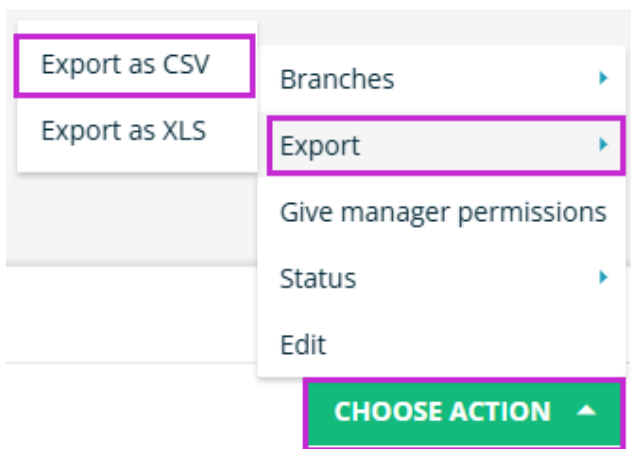 Export as CSV
Export as XLS
Branches
Export
Give manager permissions
Status
Edit
CHOOSE ACTION